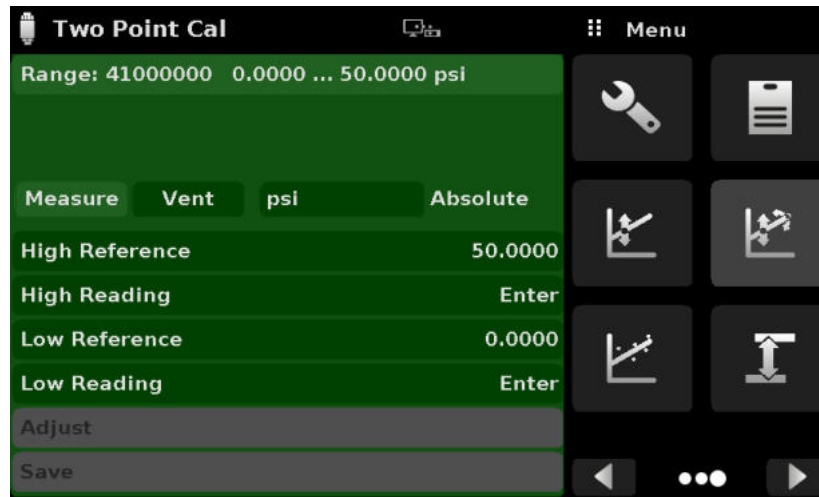 Two Point Cal
Menu
Range: 41000000 0.0000 ... 50.0000 psi
Measure Vent psi Absolute
High Reference 50.0000
High Reading Enter
Low Reference 0.0000
Low Reading Enter
Adjust
Save